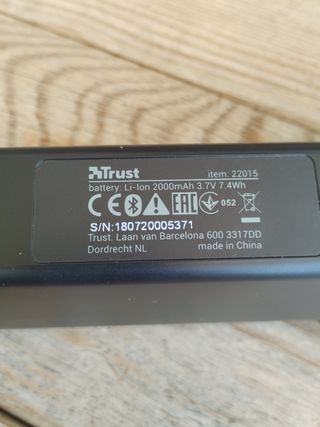 Trust
item: 22015
battery: Li-Ion 2000mAh 3.7V 7.4Wh
CE EAC 052
S/N:180720005371
Trust. Laan van Barcelona 600 3317DD
Dordrecht NL made in China